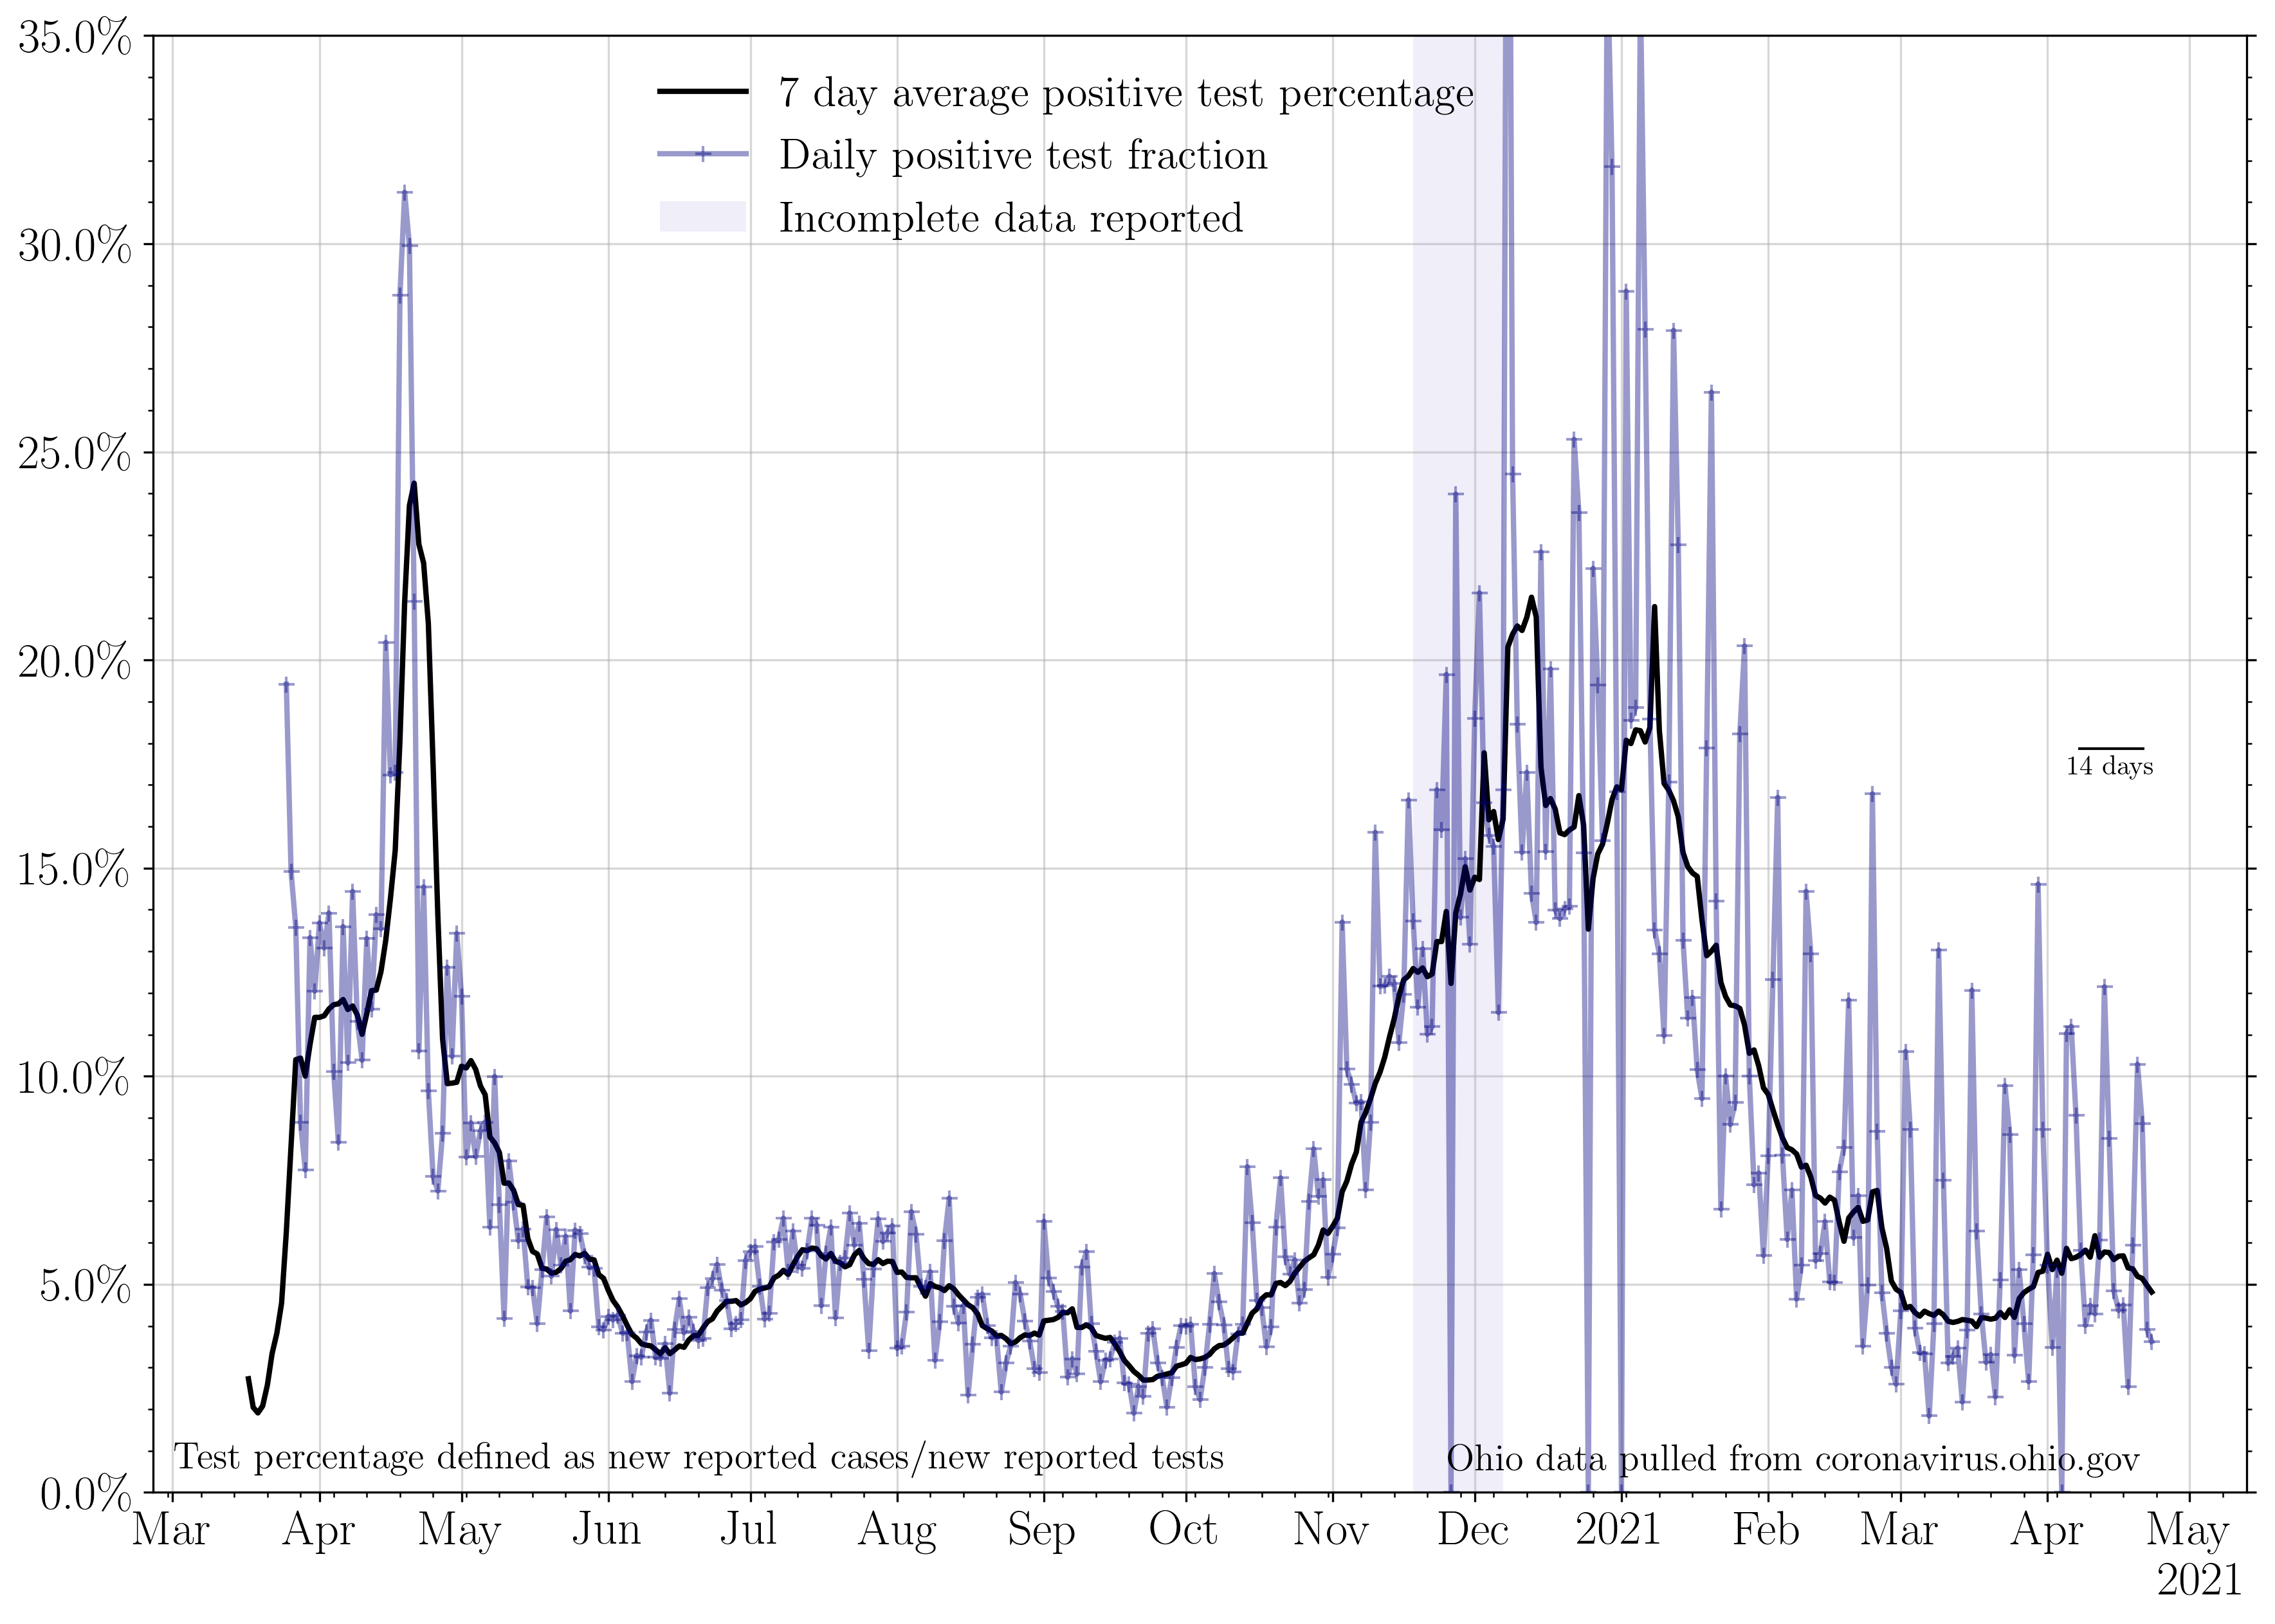 35.0%
30.0%
25.0%
20.0%
15.0%
10.0%
5.0%
0.0%
7 day average positive test percentage
Daily positive test fraction
Incomplete data reported
14 days
Test percentage defined as new reported cases/new reported tests
Ohio data pulled from coronavirus.ohio.gov
Mar Apr May Jun Jul Aug Sep Oct Nov Dec 2021 Feb Mar Apr May
2021